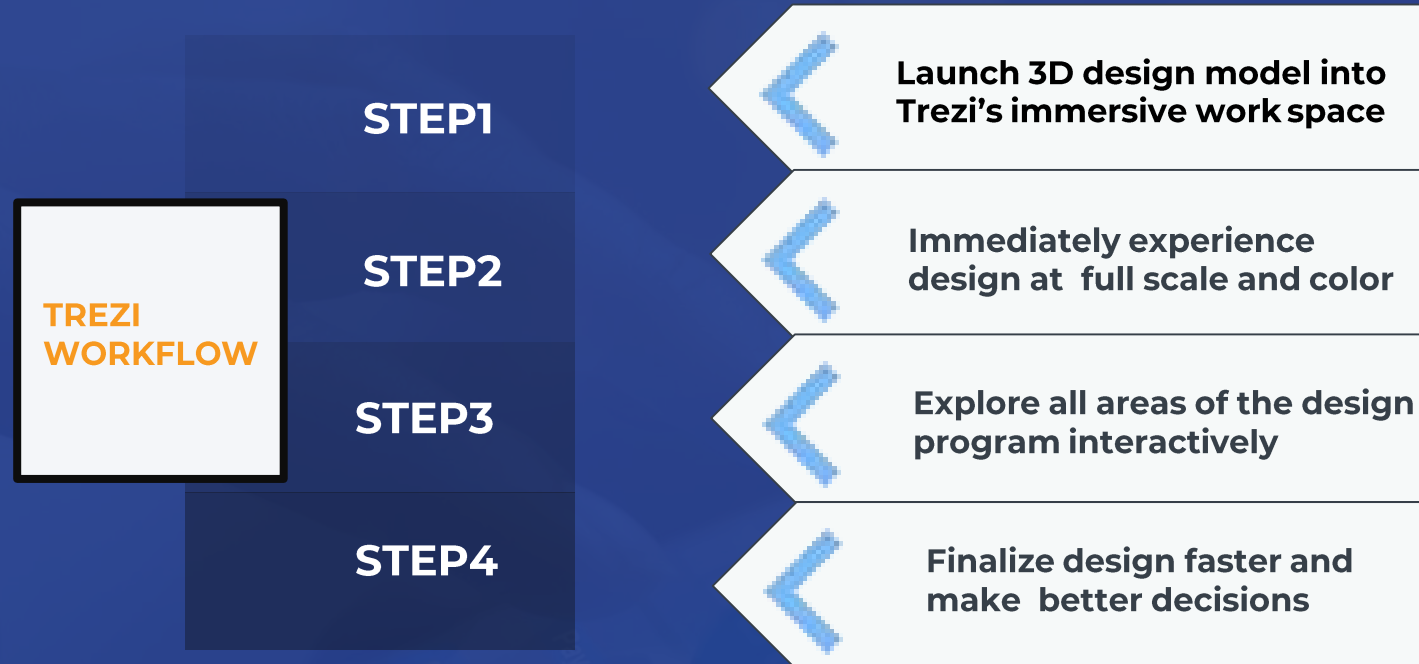 TREZI
WORKFLOW
STEP1
Launch 3D design model into
Trezi’s immersive work space
STEP2
Immediately experience
design at  full scale and color
STEP3
Explore all areas of the design
program interactively
STEP4
Finalize design faster and
make  better decisions